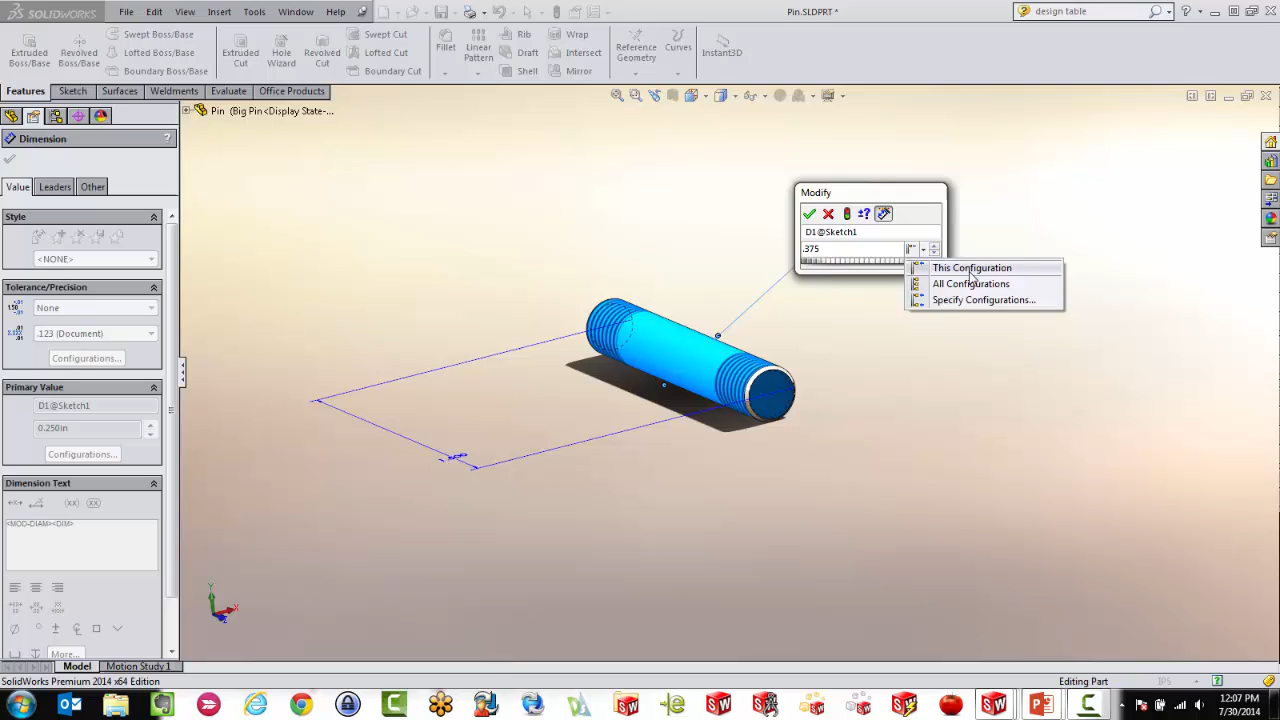 SOLIDWORKS
File Edit View Insert Tools Window Help
Pin.SLDPRT *
design table
Extruded Boss/Base
Revolved Boss/Base
Swept Boss/Base
Lofted Boss/Base
Boundary Boss/Base
Extruded Cut
Hole Wizard
Revolved Cut
Swept Cut
Lofted Cut
Boundary Cut
Fillet
Linear Pattern
Rib
Draft
Shell
Wrap
Intersect
Mirror
Reference Geometry
Curves
Instant3D
Features Sketch Surfaces Weldments Evaluate Office Products
Pin (Big Pin<Display State-...
Dimension ?
Value Leaders Other
Style
<NONE>
Tolerance/Precision
None
.123 (Document)
Configurations...
Primary Value
D1@Sketch1
0.250in
Configurations...
Dimension Text
<MOD-DIAM><DIM>
More...
Modify
D1@Sketch1
.375
This Configuration
All Configurations
Specify Configurations...
Y
X
Z
Model Motion Study 1
SolidWorks Premium 2014 x64 Edition
Editing Part
IPS
12:07 PM
7/30/2014